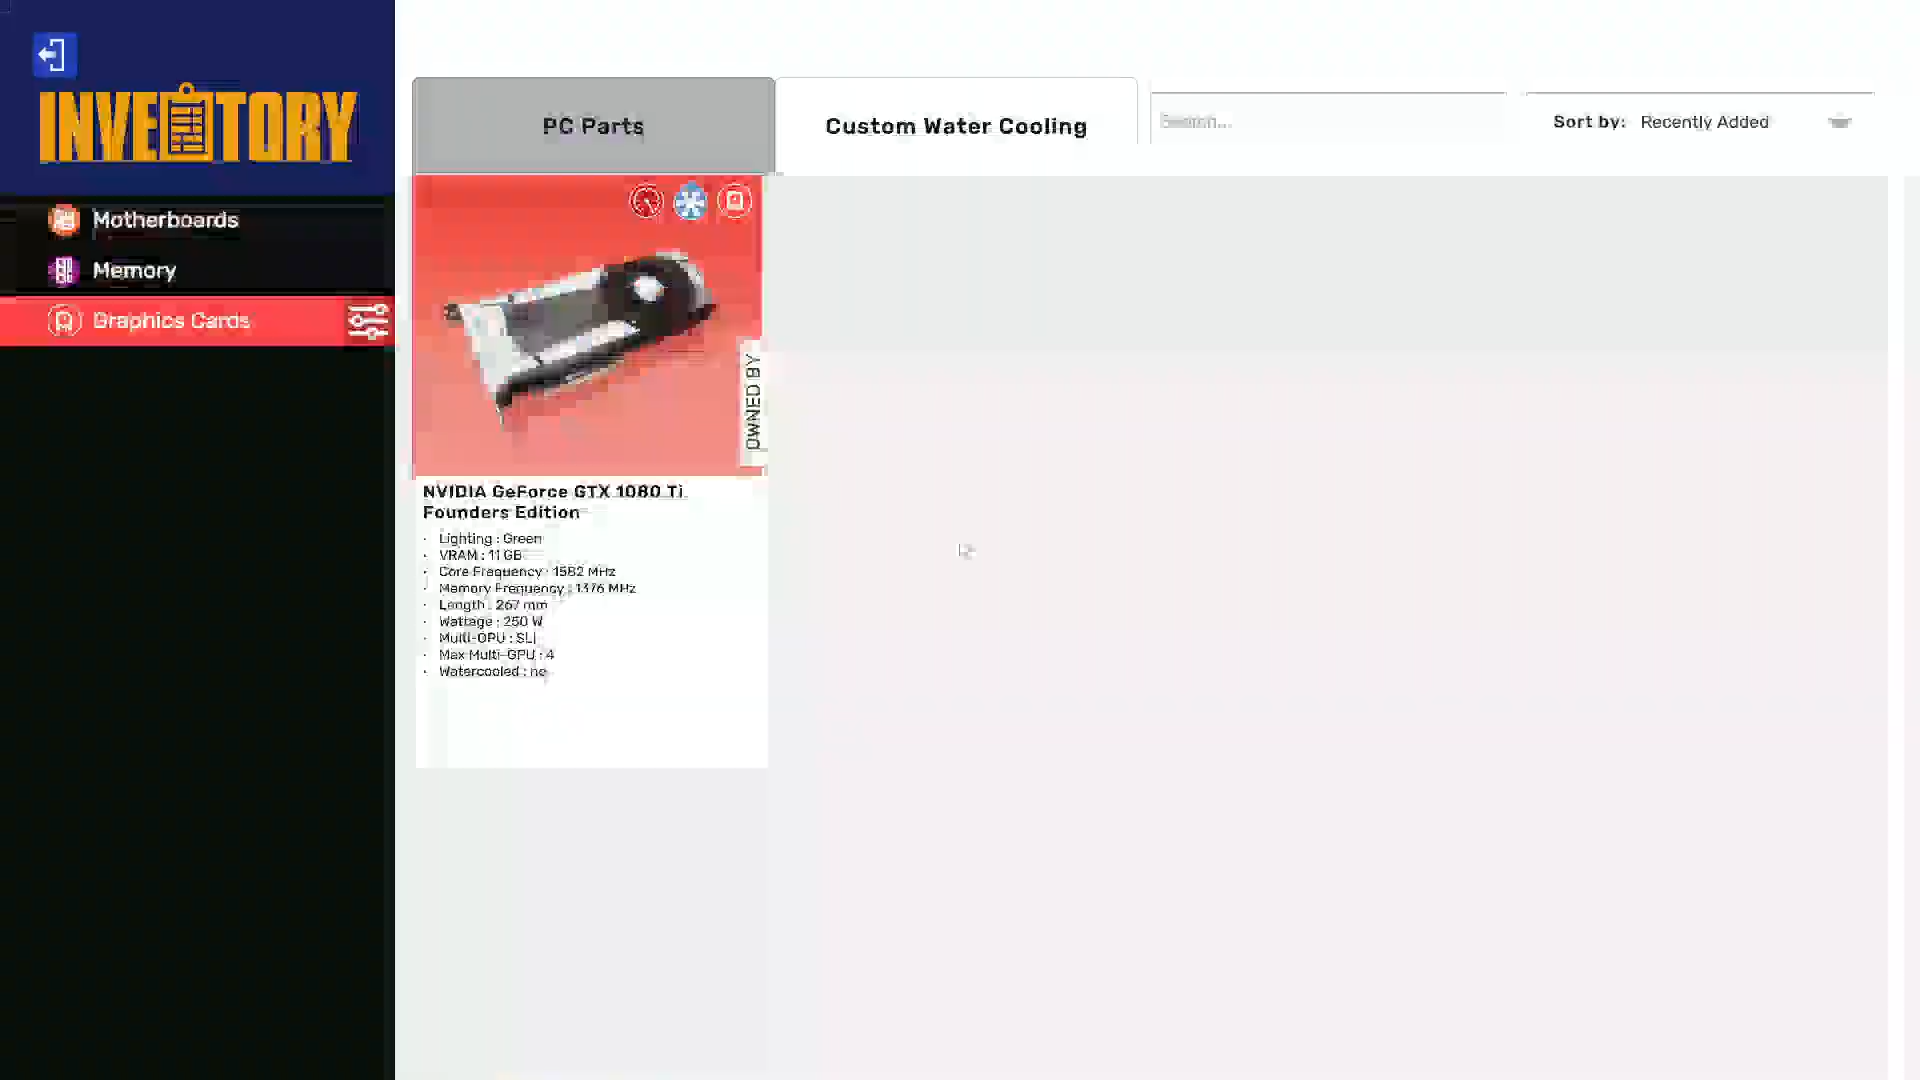 INVENTORY
Motherboards
Memory
Graphics Cards
PC Parts
Custom Water Cooling
Search...
Sort by: Recently Added
OWNED BY
NVIDIA GeForce GTX 1080 Ti
Founders Edition
· Lighting : Green
· VRAM : 11 GB
· Core Frequency : 1582 MHz
· Memory Frequency : 1376 MHz
· Length : 267 mm
· Wattage : 250 W
· Multi-GPU : SLI
· Max Multi-GPU : 4
· Watercooled : no